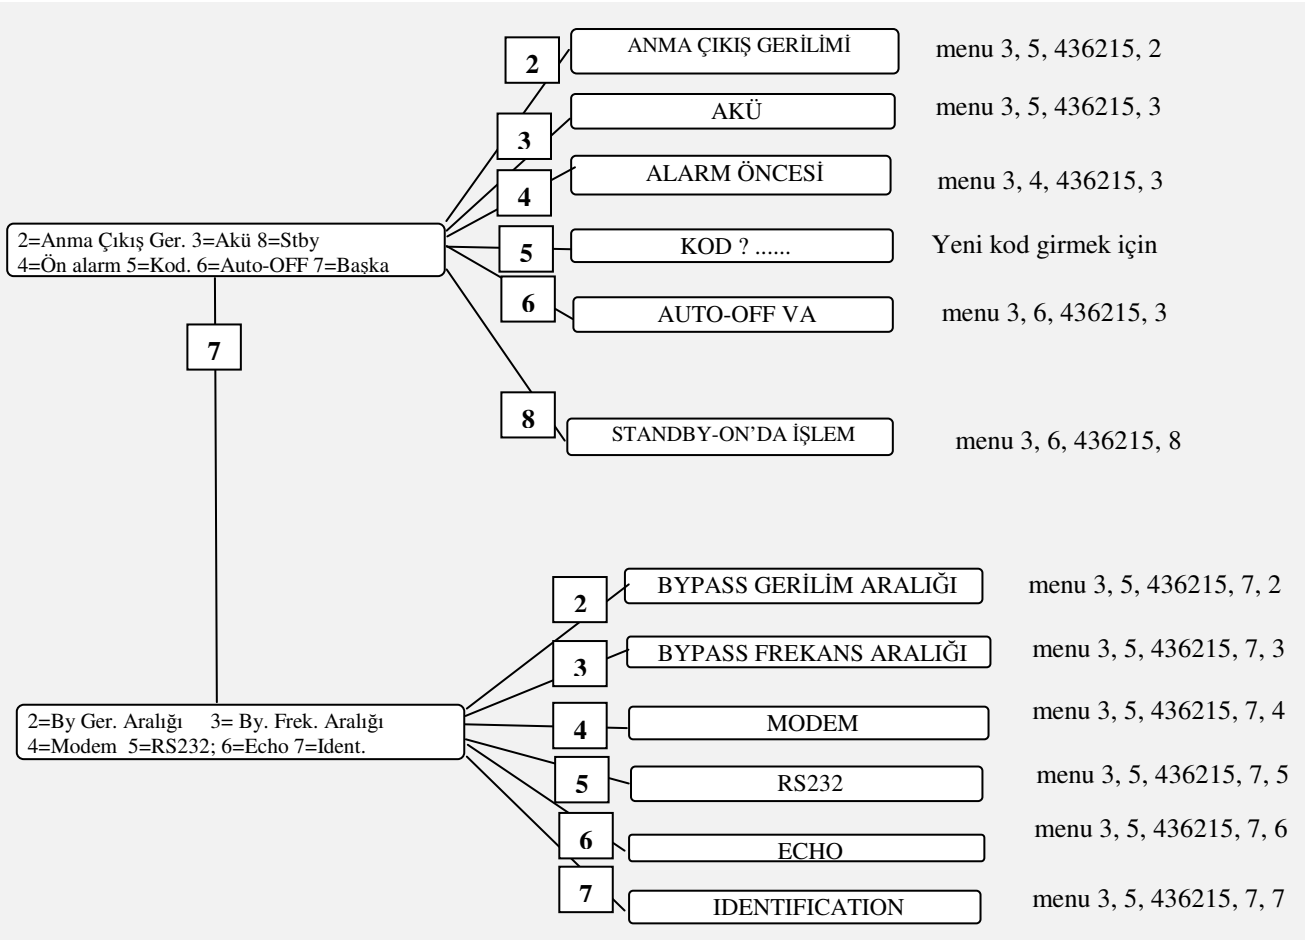 2
ANMA ÇIKIŞ GERİLİMİ
menu 3, 5, 436215, 2
3
AKÜ
menu 3, 5, 436215, 3
4
ALARM ÖNCESİ
menu 3, 4, 436215, 3
2=Anma Çıkış Ger. 3=Akü 8=Stby
4=Ön alarm 5=Kod. 6=Auto-OFF 7=Başka
5
KOD ? ......
Yeni kod girmek için
6
AUTO-OFF VA
menu 3, 6, 436215, 3
7
8
STANDBY-ON’DA İŞLEM
menu 3, 6, 436215, 8
2
BYPASS GERİLİM ARALIĞI
menu 3, 5, 436215, 7, 2
3
BYPASS FREKANS ARALIĞI
menu 3, 5, 436215, 7, 3
2=By Ger. Aralığı 3= By. Frek. Aralığı
4=Modem 5=RS232; 6=Echo 7=Ident.
4
MODEM
menu 3, 5, 436215, 7, 4
5
RS232
menu 3, 5, 436215, 7, 5
6
ECHO
menu 3, 5, 436215, 7, 6
7
IDENTIFICATION
menu 3, 5, 436215, 7, 7